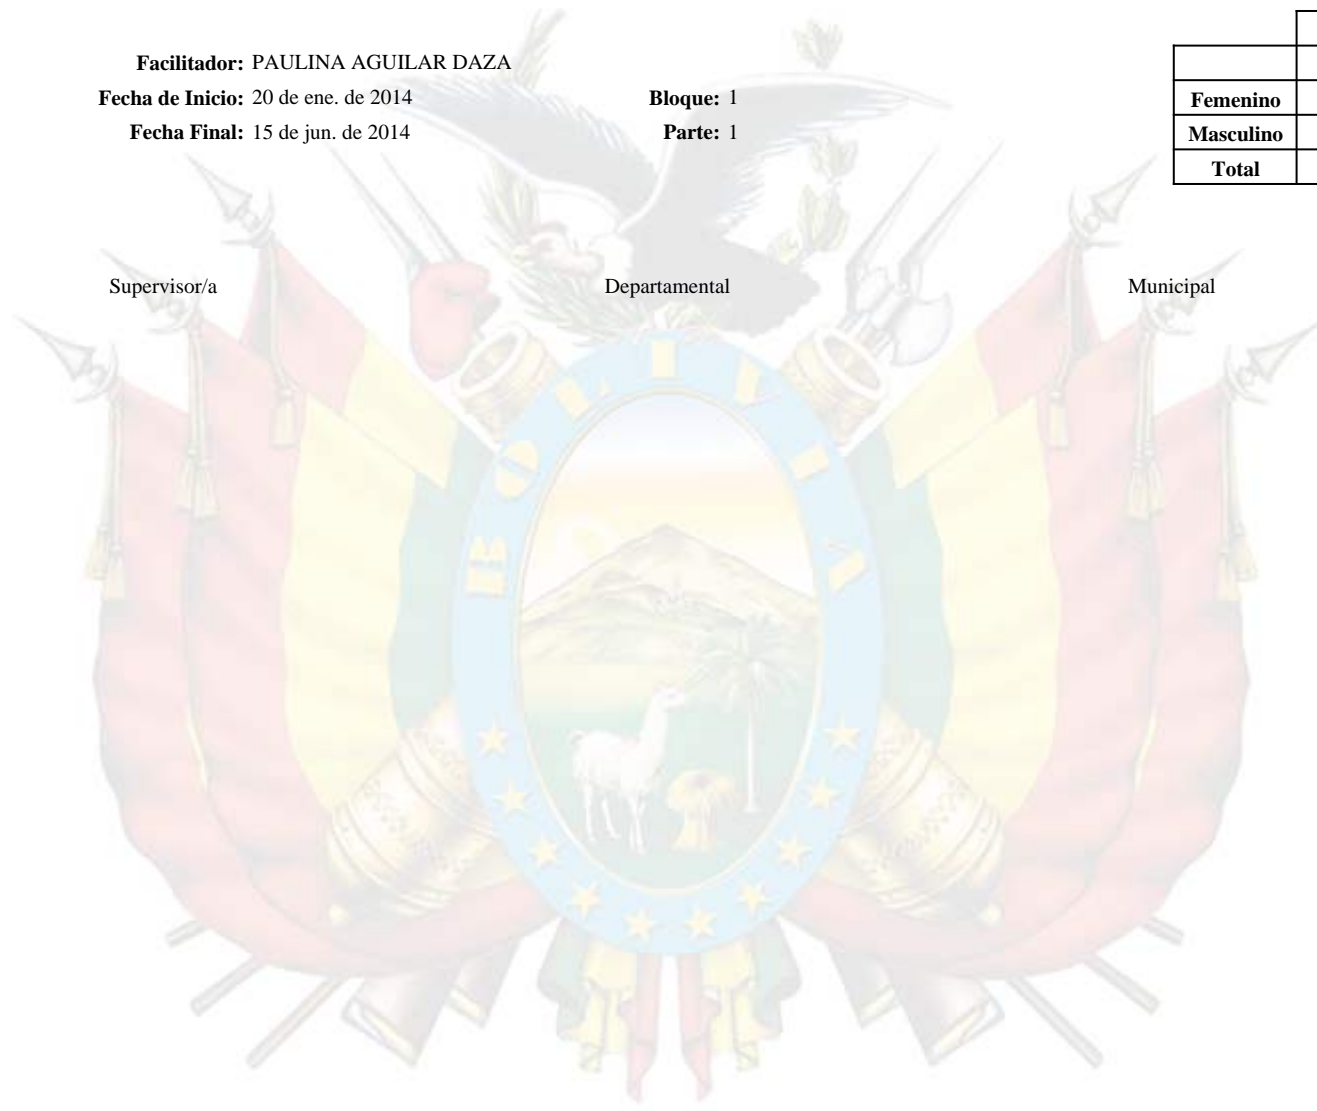 Facilitador: PAULINA AGUILAR DAZA
Fecha de Inicio: 20 de ene. de 2014
Bloque: 1
Fecha Final: 15 de jun. de 2014
Parte: 1
Femenino
Masculino
Total
Supervisor/a
Departamental
Municipal
BOLIVIA